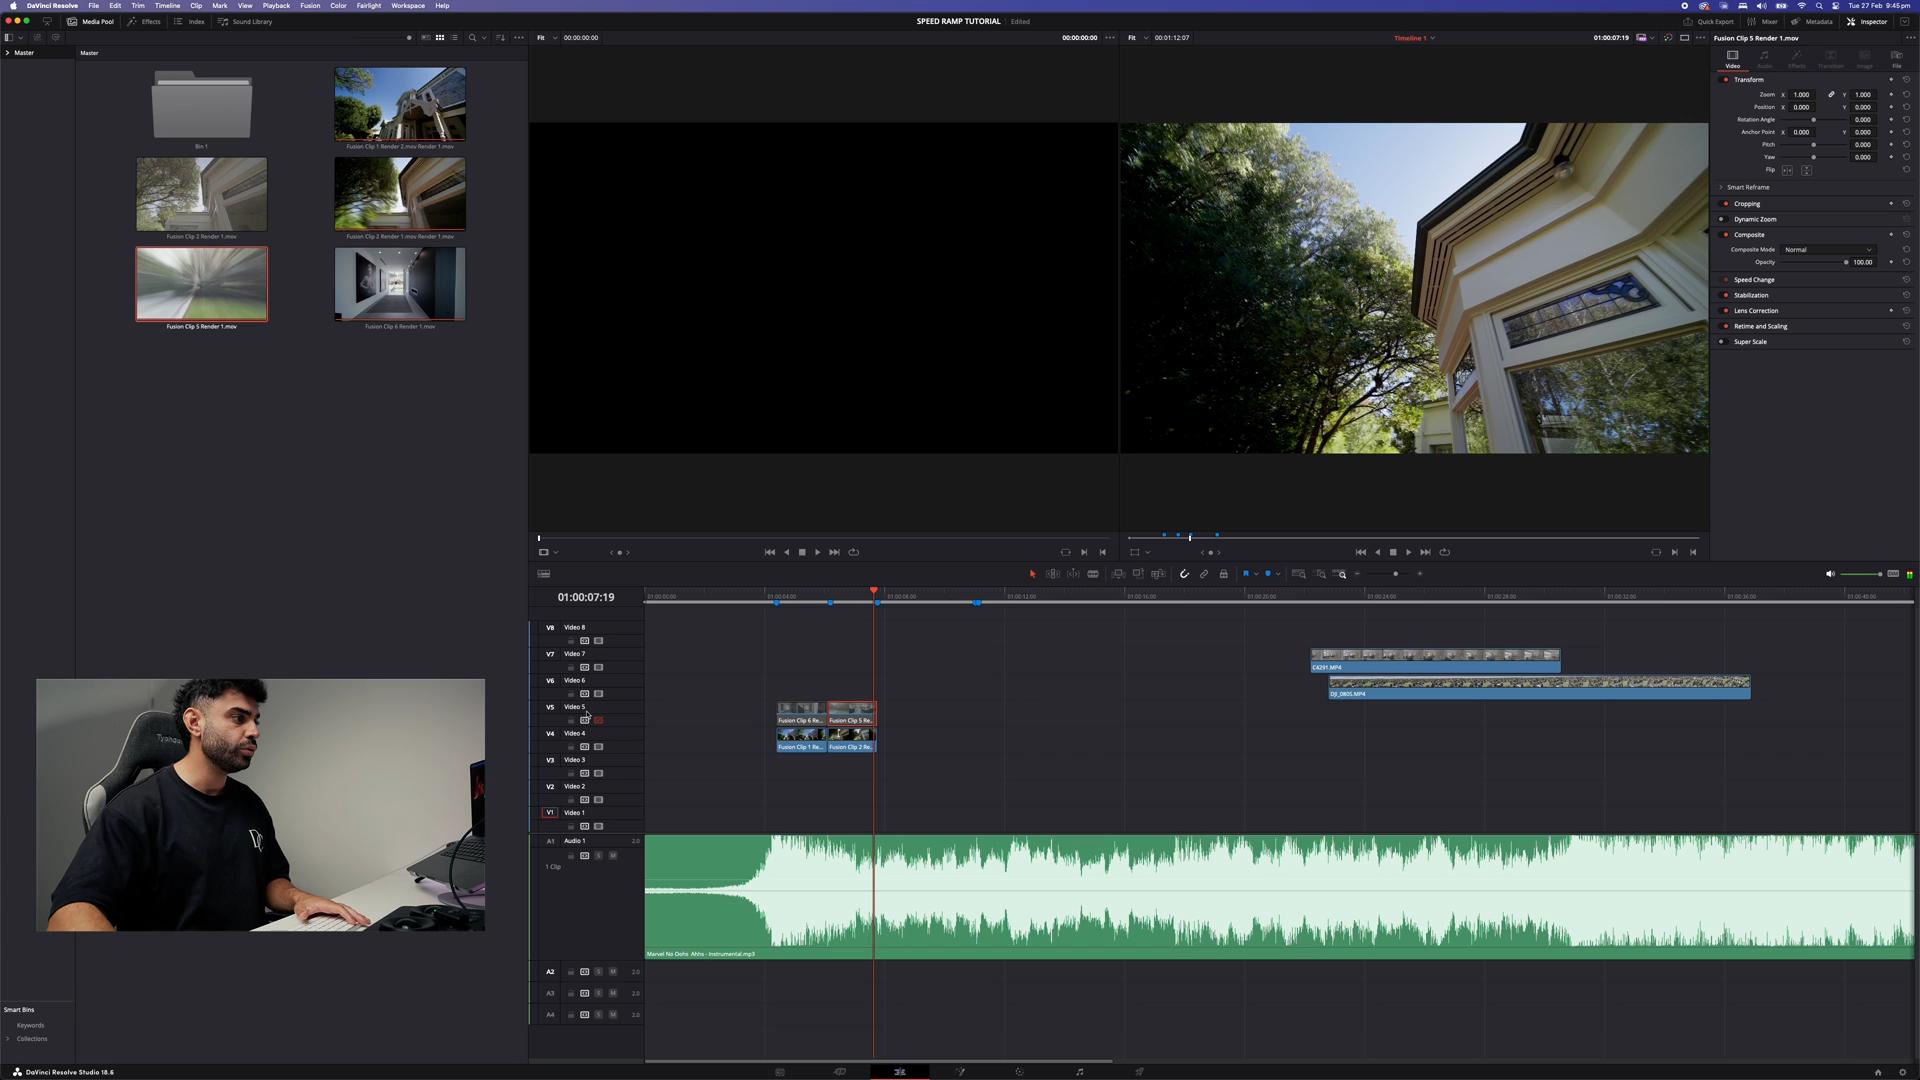 DaVinci Resolve File Edit Trim Timeline Clip Mark View Playback Fusion Color Fairlight Workspace Help
Tue 27 Feb 9:45 pm
Media Pool Effects Index Sound Library
SPEED RAMP TUTORIAL Edited
Quick Export Mixer Metadata Inspector
Fit 00:00:00:00 00:00:00:00
Fit 00:01:12:07 Timeline 1 01:00:07:19
Fusion Clip 5 Render 1.mov
Master
Master
Bin 1
Fusion Clip 1 Render 2.mov Render 1.mov
Fusion Clip 2 Render 1.mov
Fusion Clip 2 Render 1.mov Render 1.mov
Fusion Clip 5 Render 1.mov
Fusion Clip 6 Render 1.mov
Video Audio Effects Transition Image File
Transform
Zoom X 1.000 Y 1.000
Position X 0.000 Y 0.000
Rotation Angle 0.000
Anchor Point X 0.000 Y 0.000
Pitch 0.000
Yaw 0.000
Flip
Smart Reframe
Cropping
Dynamic Zoom
Composite
Composite Mode Normal
Opacity 100.00
Speed Change
Stabilization
Lens Correction
Retime and Scaling
Super Scale
DIM
01:00:07:19
01:00:00:00 01:00:04:00 01:00:08:00 01:00:12:00 01:00:16:00 01:00:20:00 01:00:24:00 01:00:28:00 01:00:32:00 01:00:36:00 01:00:40:00
V8 Video 8
V7 Video 7
C4291.MP4
V6 Video 6
DJI_0805.MP4
V5 Video 5
Fusion Clip 6 Re... Fusion Clip 5 Re...
V4 Video 4
Fusion Clip 1 Re... Fusion Clip 2 Re...
V3 Video 3
V2 Video 2
V1 Video 1
A1 Audio 1 2.0
S M
1 Clip
Marvel No Oohs Ahhs - Instrumental.mp3
A2 S M 2.0
A3 S M 2.0
A4 S M 2.0
Smart Bins
Keywords
Collections
DaVinci Resolve Studio 18.6